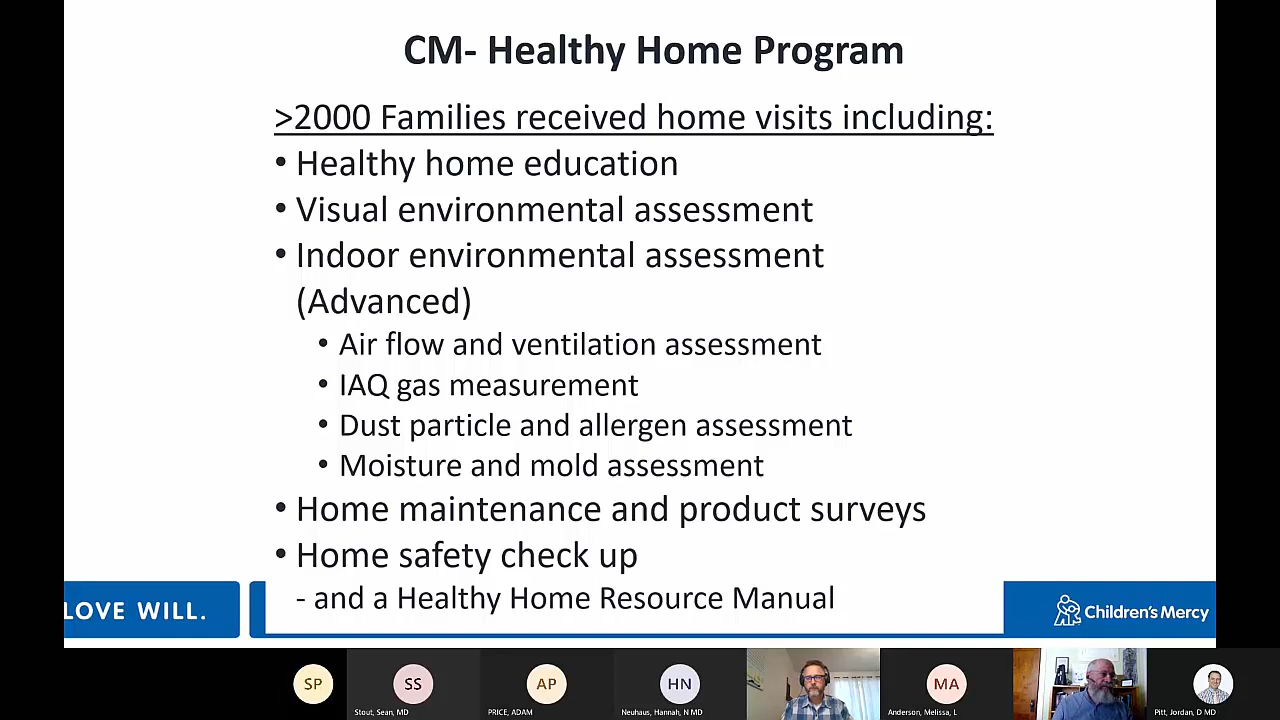 CM- Healthy Home Program
>2000 Families received home visits including:
• Healthy home education
• Visual environmental assessment
• Indoor environmental assessment
(Advanced)
• Air flow and ventilation assessment
• IAQ gas measurement
• Dust particle and allergen assessment
• Moisture and mold assessment
• Home maintenance and product surveys
• Home safety check up
- and a Healthy Home Resource Manual
LOVE WILL.
Children's Mercy
SP
SS
AP
HN
MA
Stout, Sean, MD
PRICE, ADAM
Neuhaus, Hannah, N MD
Anderson, Melissa, L
Pitt, Jordan, D MD